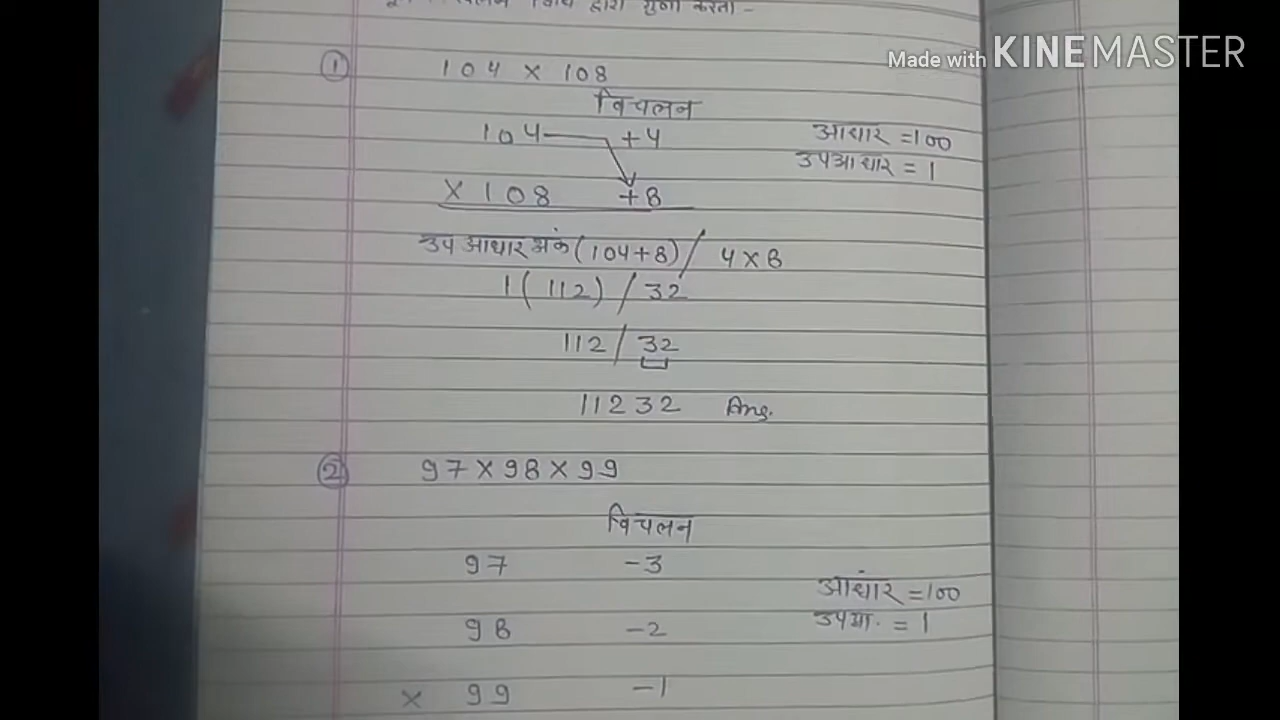 द्वारा गुणा करना -
Made with KINEMASTER
① 104 × 108
विचलन
104 +4 आधार = 100
उपआधार = 1
× 108 +8
उप आधार अंक (104+8) / 4 × 8
1 ( 112 ) / 32
112 / 32
11232 Ans.
② 97 × 98 × 99
विचलन
97 -3
आधांर = 100
98 -2 उपआ. = 1
× 99 -1